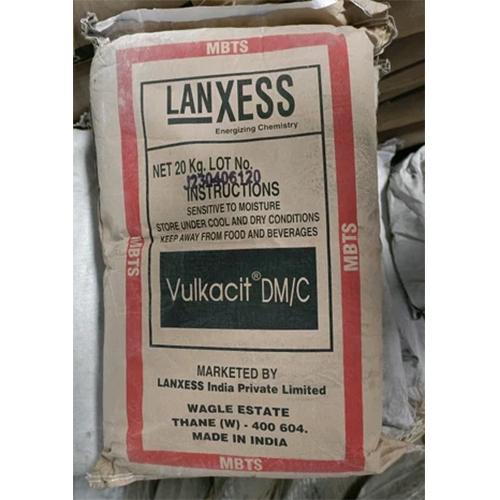 MBTS
LANXESS
Energizing Chemistry
NET 20 Kg. LOT No.
J230406120
INSTRUCTIONS
SENSITIVE TO MOISTURE
STORE UNDER COOL AND DRY CONDITIONS
KEEP AWAY FROM FOOD AND BEVERAGES
MBTS
MBTS
Vulkacit® DM/C
MARKETED BY
LANXESS India Private Limited
WAGLE ESTATE
THANE (W) - 400 604.
MADE IN INDIA
MBTS